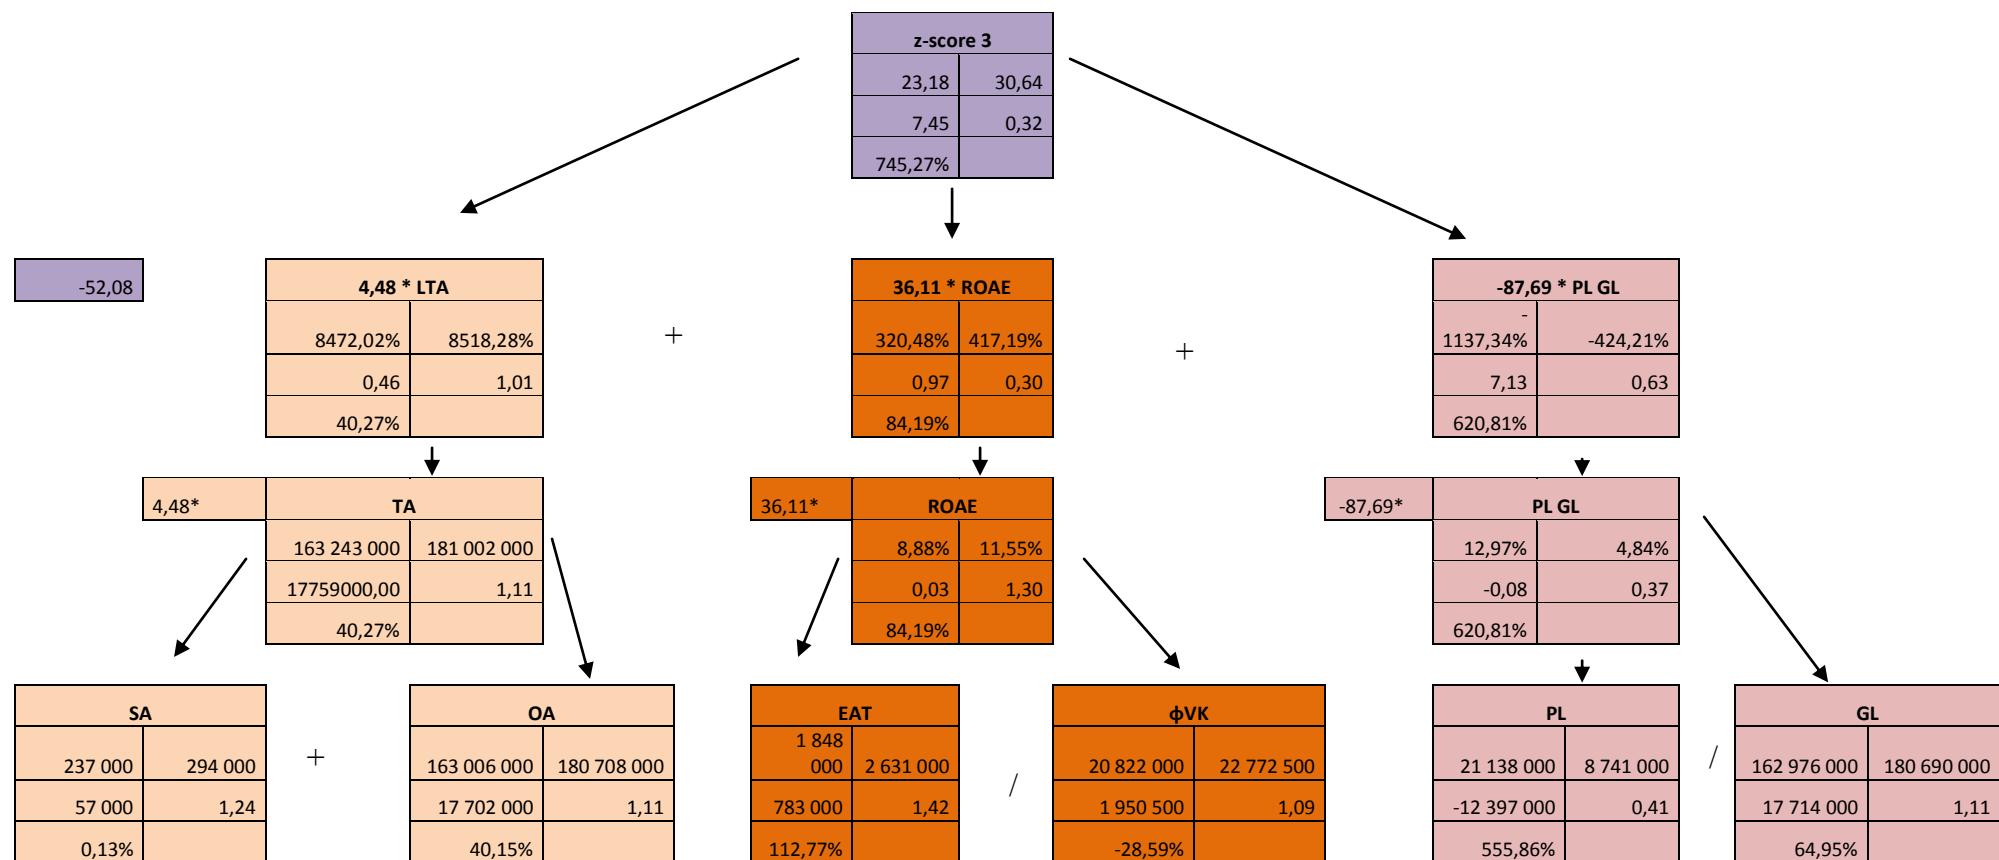 z-score 3
23,18 30,64
7,45 0,32
745,27%
-52,08
4,48 * LTA
8472,02% 8518,28%
0,46 1,01
40,27%
+
36,11 * ROAE
320,48% 417,19%
0,97 0,30
84,19%
+
-87,69 * PL GL
-
1137,34% -424,21%
7,13 0,63
620,81%
4,48* TA
163 243 000 181 002 000
17759000,00 1,11
40,27%
36,11* ROAE
8,88% 11,55%
0,03 1,30
84,19%
-87,69* PL GL
12,97% 4,84%
-0,08 0,37
620,81%
SA
237 000 294 000
57 000 1,24
0,13%
+
OA
163 006 000 180 708 000
17 702 000 1,11
40,15%
EAT
1 848
000 2 631 000
783 000 1,42
112,77%
/
φVK
20 822 000 22 772 500
1 950 500 1,09
-28,59%
PL
21 138 000 8 741 000
-12 397 000 0,41
555,86%
/
GL
162 976 000 180 690 000
17 714 000 1,11
64,95%